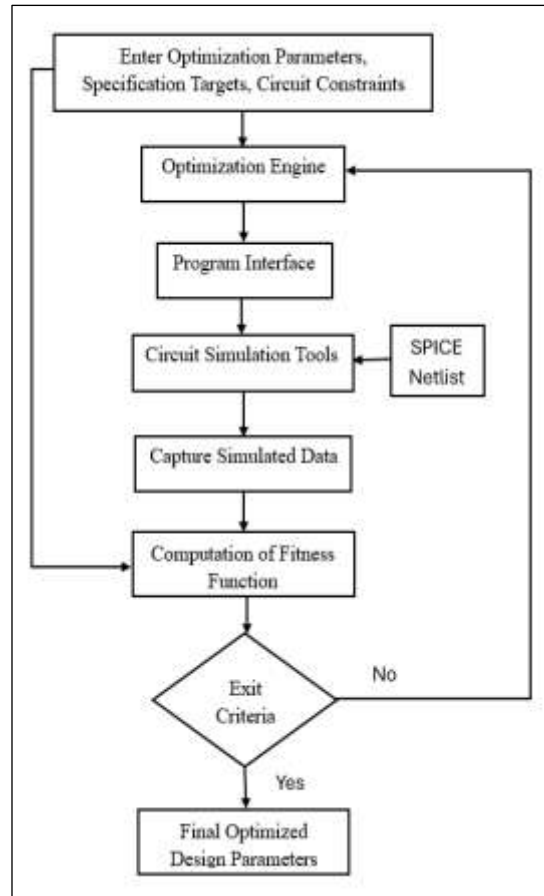 Enter Optimization Parameters,
Specification Targets, Circuit Constraints
Optimization Engine
Program Interface
Circuit Simulation Tools
SPICE
Netlist
Capture Simulated Data
Computation of Fitness
Function
Exit
Criteria
No
Yes
Final Optimized
Design Parameters